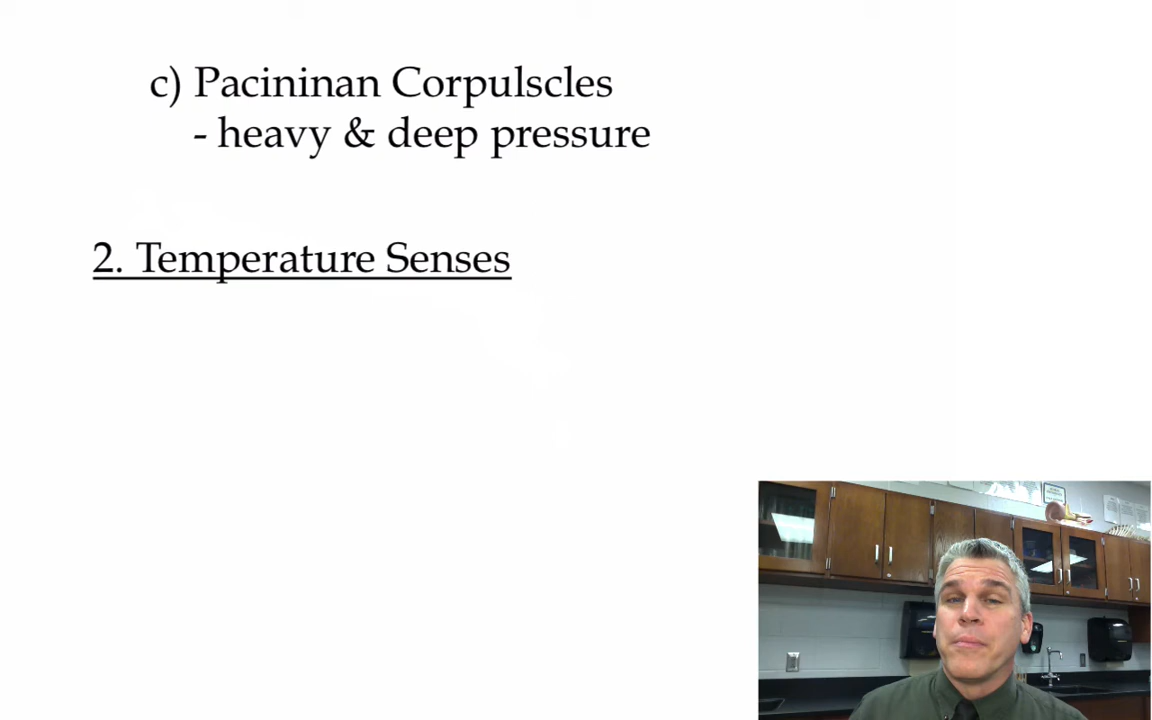 c) Pacininan Corpulscles
- heavy & deep pressure
2. Temperature Senses